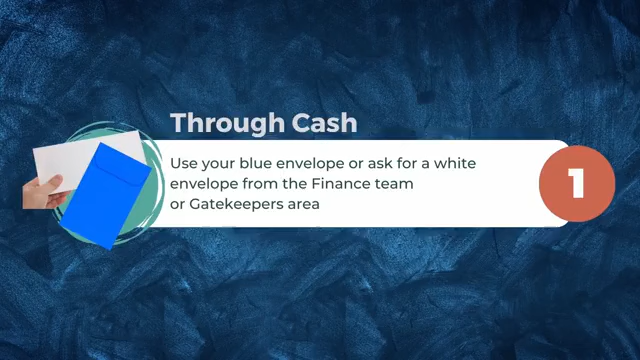 Through Cash
Use your blue envelope or ask for a white
envelope from the Finance team
or Gatekeepers area
1